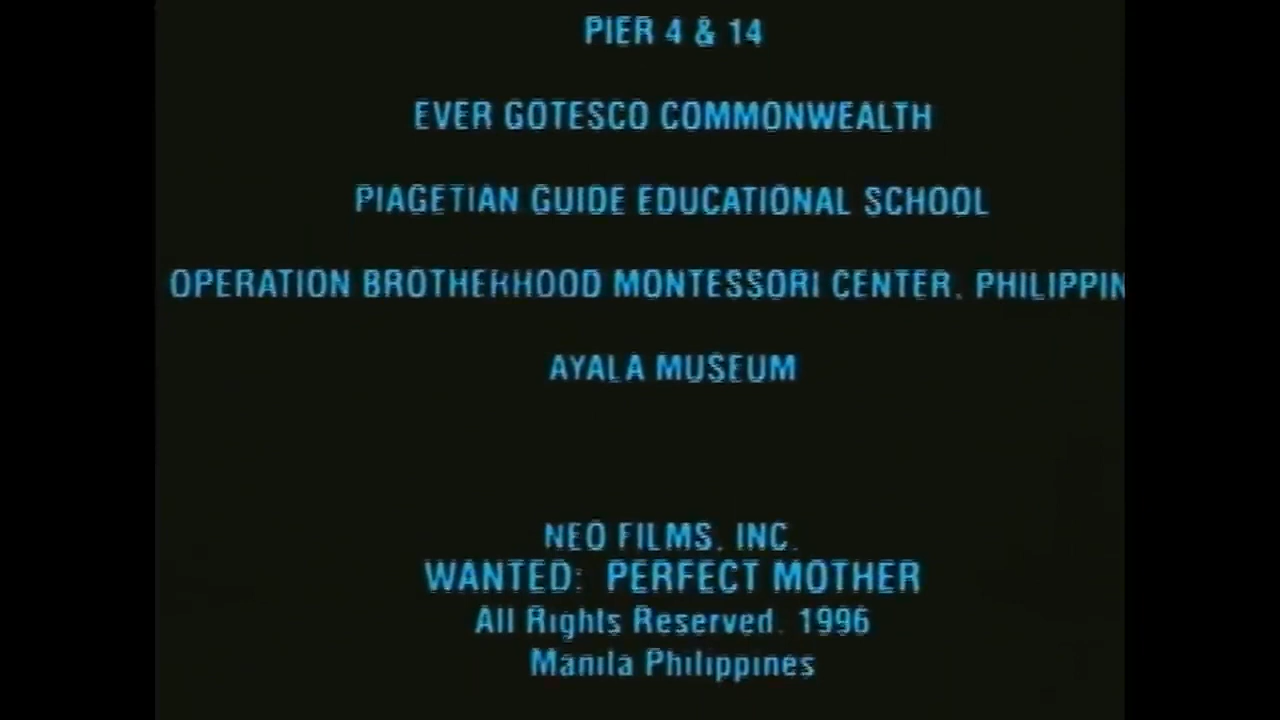 PIER 4 & 14
EVER GOTESCO COMMONWEALTH
PIAGETIAN GUIDE EDUCATIONAL SCHOOL
OPERATION BROTHERHOOD MONTESSORI CENTER, PHILIPPIN
AYALA MUSEUM
NEO FILMS, INC.
WANTED: PERFECT MOTHER
All Rights Reserved. 1996
Manila Philippines